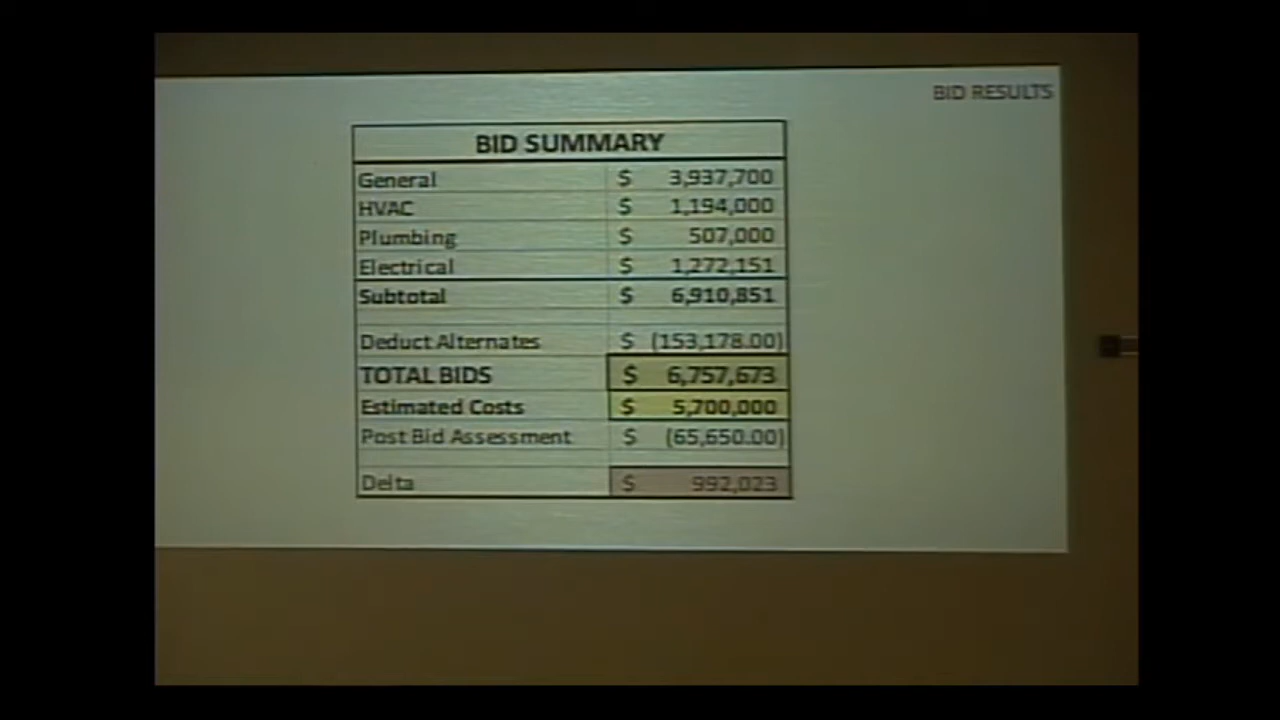 BID RESULTS
BID SUMMARY
General $ 3,937,700
HVAC $ 1,194,000
Plumbing $ 507,000
Electrical $ 1,272,151
Subtotal $ 6,910,851
Deduct Alternates $ (153,178.00)
TOTAL BIDS $ 6,757,673
Estimated Costs $ 5,700,000
Post Bid Assessment $ (65,650.00)
Delta $ 992,023